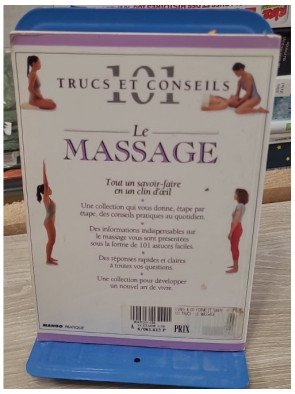 101
TRUCS ET CONSEILS
Le
MASSAGE
Tout un savoir-faire
en un clin d'œil
Une collection qui vous donne, étape par
étape, des conseils pratiques au quotidien.
Des informations indispensables sur
le massage vous sont présentées
sous la forme de 101 astuces faciles.
Des réponses rapides et claires
à toutes vos questions.
Une collection pour développer
un nouvel art de vivre.
MANGO PRATIQUE
PRIX